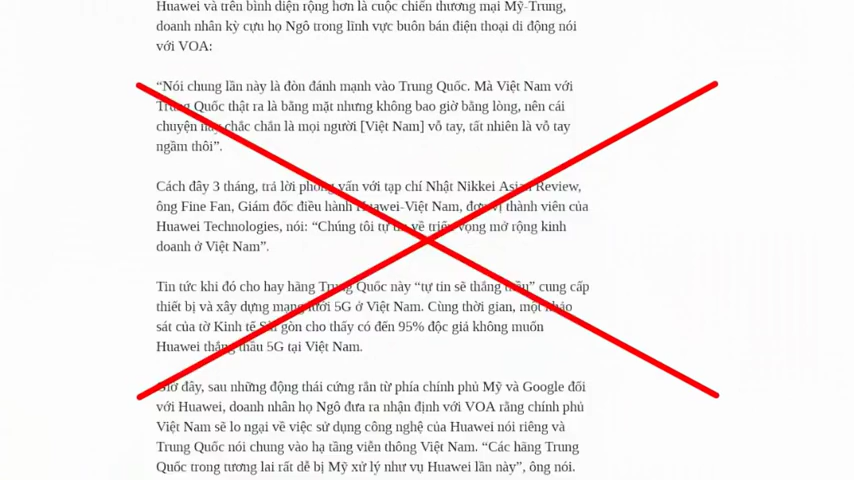 Huawei và trên bình diện rộng hơn là cuộc chiến thương mại Mỹ-Trung,
doanh nhân kỳ cựu họ Ngô trong lĩnh vực buôn bán điện thoại di động nói
với VOA:
“Nói chung lần này là đòn đánh mạnh vào Trung Quốc. Mà Việt Nam với
Trung Quốc thật ra là bằng mặt nhưng không bao giờ bằng lòng, nên cái
chuyện này chắc chắn là mọi người [Việt Nam] vỗ tay, tất nhiên là vỗ tay
ngầm thôi”.
Cách đây 3 tháng, trả lời phỏng vấn với tạp chí Nhật Nikkei Asian Review,
ông Fine Fan, Giám đốc điều hành Huawei-Việt Nam, đơn vị thành viên của
Huawei Technologies, nói: “Chúng tôi tự tin về triển vọng mở rộng kinh
doanh ở Việt Nam”.
Tin tức khi đó cho hay hãng Trung Quốc này “tự tin sẽ thắng thầu” cung cấp
thiết bị và xây dựng mạng lưới 5G ở Việt Nam. Cùng thời gian, một khảo
sát của tờ Kinh tế Sài gòn cho thấy có đến 95% độc giả không muốn
Huawei thắng thầu 5G tại Việt Nam.
Giờ đây, sau những động thái cứng rắn từ phía chính phủ Mỹ và Google đối
với Huawei, doanh nhân họ Ngô đưa ra nhận định với VOA rằng chính phủ
Việt Nam sẽ lo ngại về việc sử dụng công nghệ của Huawei nói riêng và
Trung Quốc nói chung vào hạ tầng viễn thông Việt Nam. “Các hãng Trung
Quốc trong tương lai rất dễ bị Mỹ xử lý như vụ Huawei lần này”, ông nói.